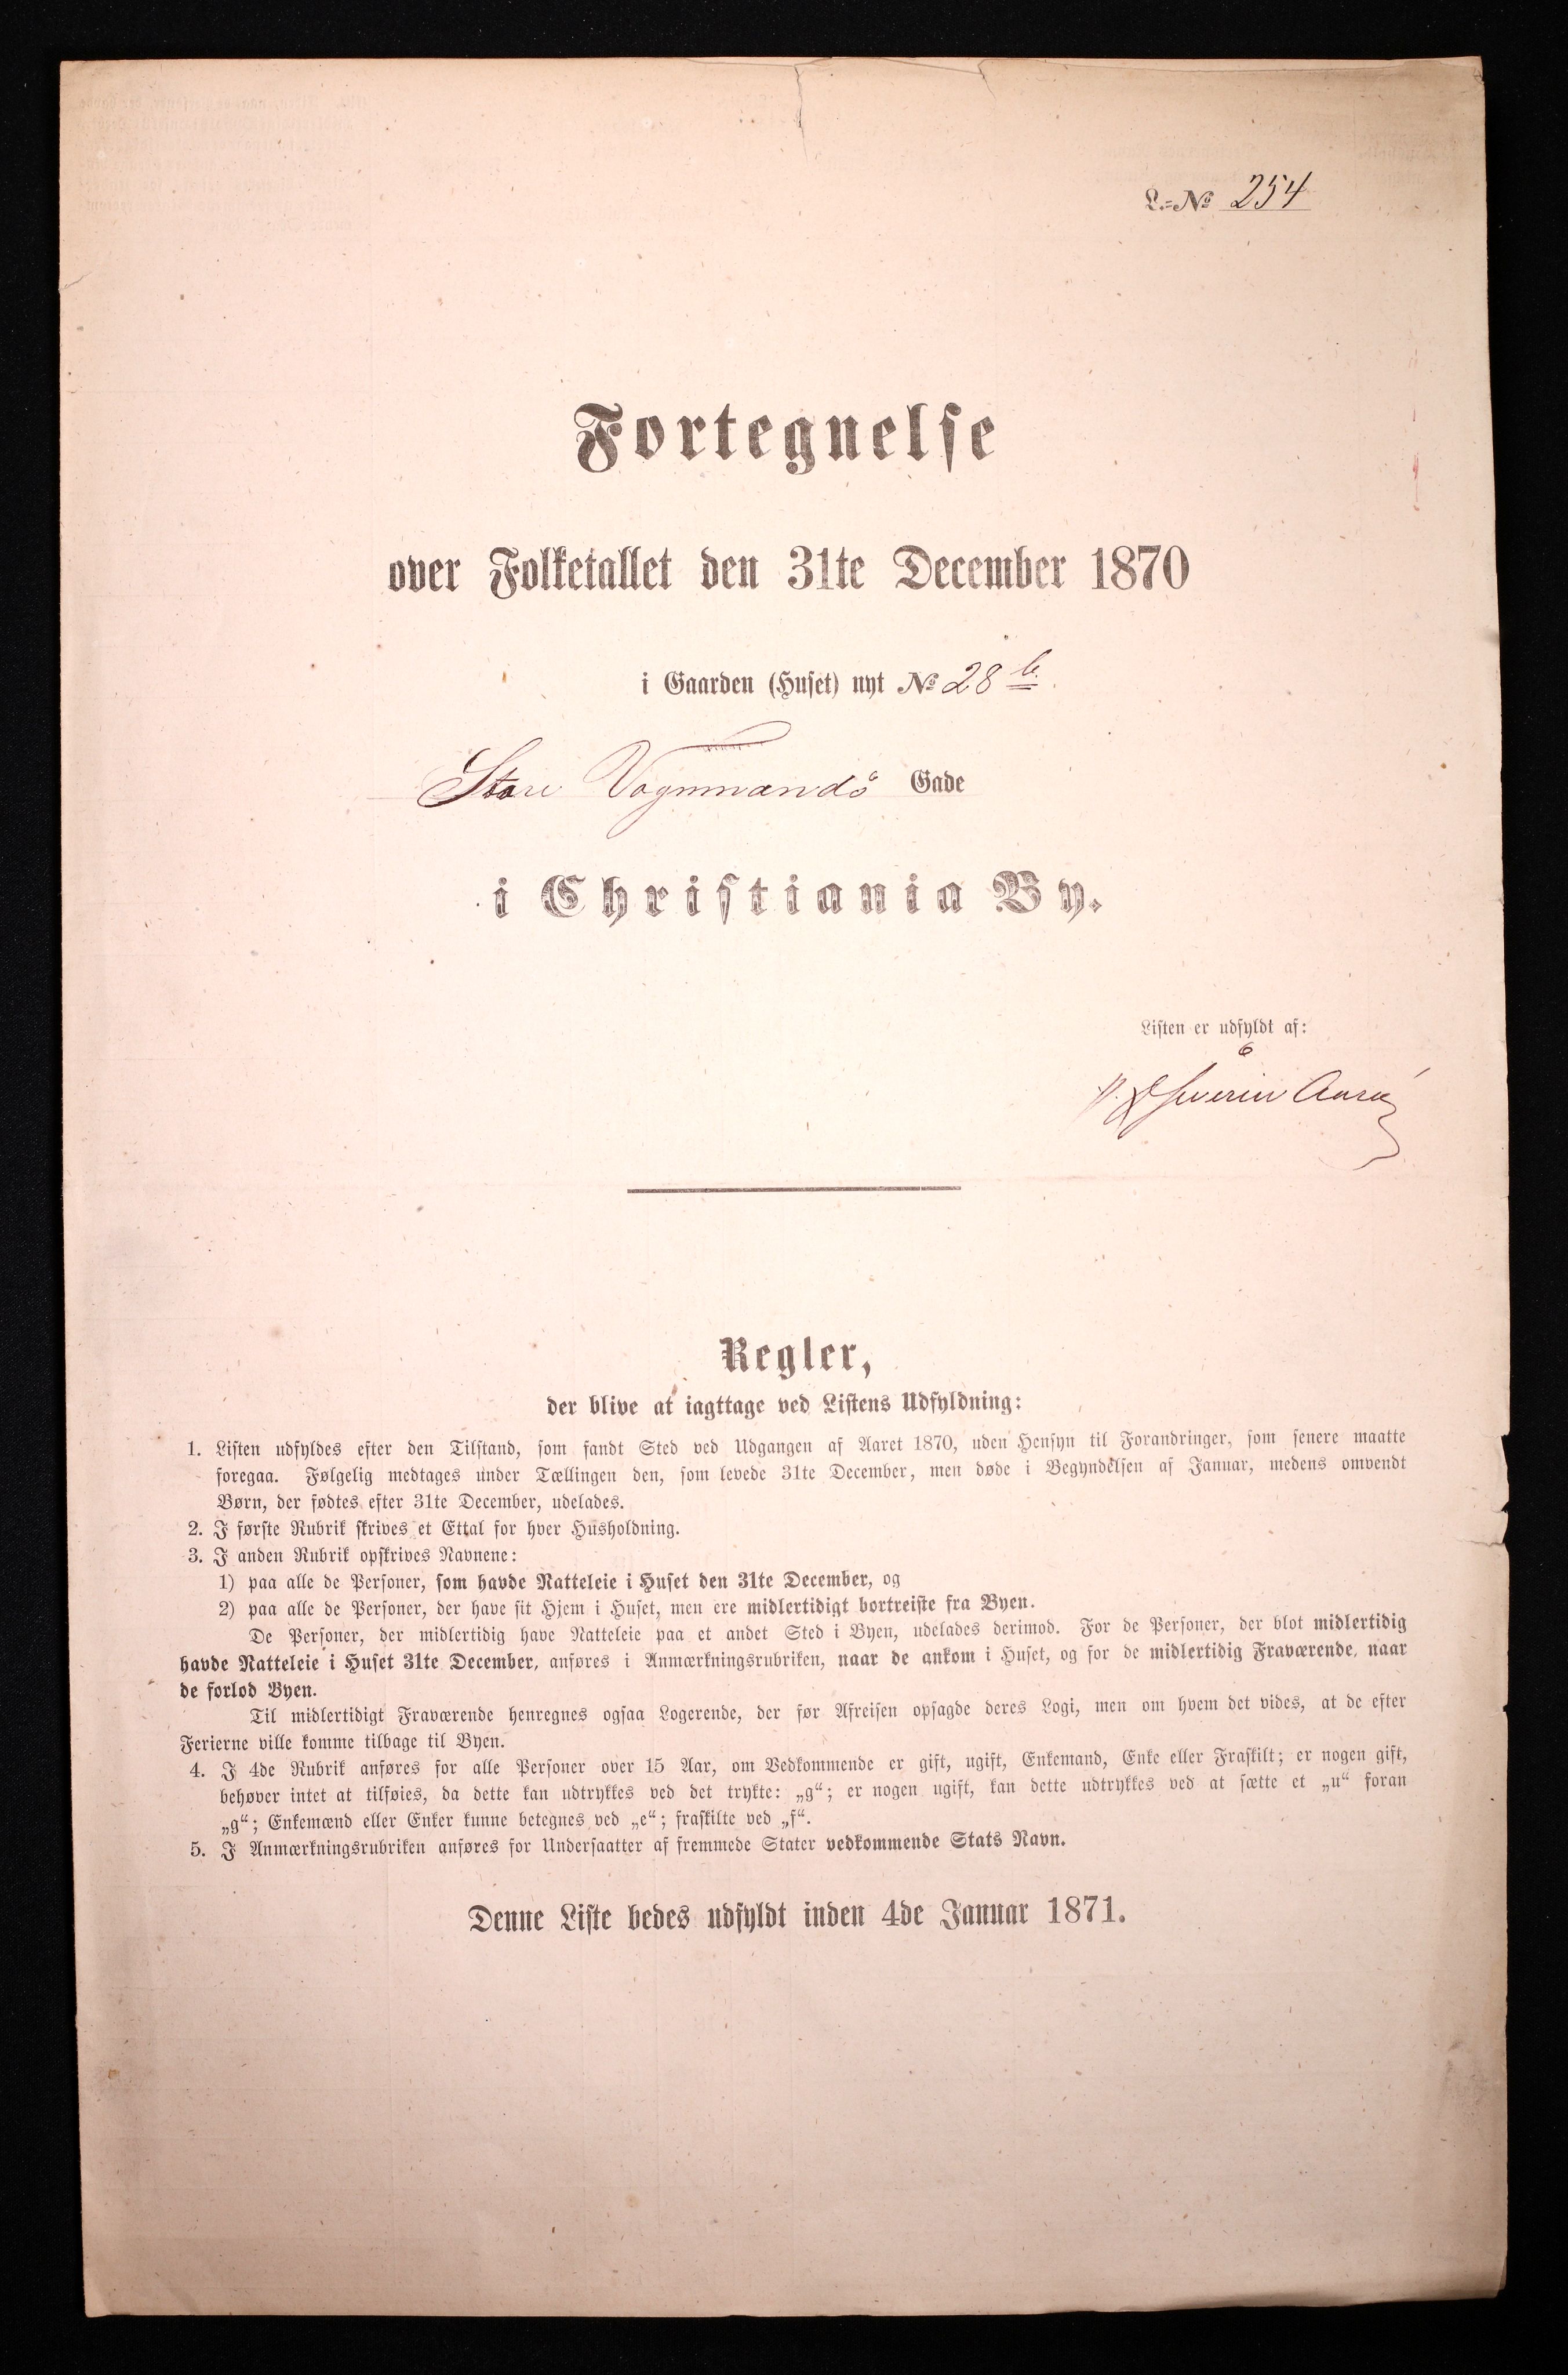 L.=№ 254
Fortegnelse
over Folketallet den 31te December 1870
i Gaarden (Huset) nyt № 28 b.
Store Vognmands Gade
i Christiania By.
Listen er udfyldt af:
Regler,
der blive at iagttage ved Listens Udfyldning:
1. Listen udfyldes efter den Tilstand, som fandt Sted ved Udgangen af Aaret 1870, uden Hensyn til Forandringer, som senere maatte
foregaa. Følgelig medtages under Tællingen den, som levede 31te December, men døde i Begyndelsen af Januar, medens omvendt
Børn, der fødtes efter 31te December, udelades.
2. I første Rubrik skrives et Ettal for hver Husholdning.
3. I anden Rubrik opskrives Navnene:
1) paa alle de Personer, som havde Natteleie i Huset den 31te December, og
2) paa alle de Personer, der have sit Hjem i Huset, men ere midlertidigt bortreiste fra Byen.
De Personer, der midlertidig have Natteleie paa et andet Sted i Byen, udelades derimod. For de Personer, der blot midlertidig
havde Natteleie i Huset 31te December, anføres i Anmærkningsrubriken, naar de ankom i Huset, og for de midlertidig Fraværende, naar
de forlod Byen.
Til midlertidigt Fraværende henregnes ogsaa Logerende, der før Afreisen opsagde deres Logi, men om hvem det vides, at de efter
Ferierne ville komme tilbage til Byen.
4. I 4de Rubrik anføres for alle Personer over 15 Aar, om Vedkommende er gift, ugift, Enkemand, Enke eller Fraskilt; er nogen gift,
behøver intet at tilføies, da dette kan udtrykkes ved det trykte: „g“; er nogen ugift, kan dette udtrykkes ved at sætte et „u“ foran
„g“; Enkemænd eller Enker kunne betegnes ved „e“; fraskilte ved „f“.
5. I Anmærkningsrubriken anføres for Undersaatter af fremmede Stater vedkommende Stats Navn.
Denne Liste bedes udfyldt inden 4de Januar 1871.